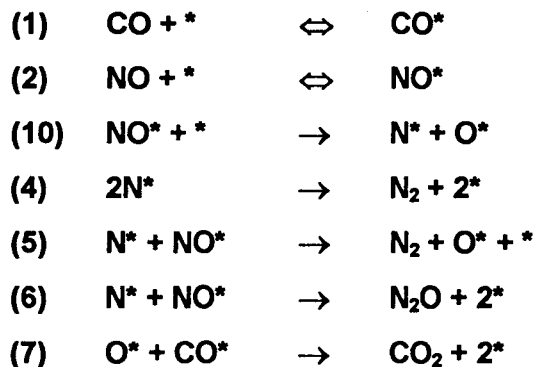 (1) CO + * ⇔ CO*
(2) NO + * ⇔ NO*
(10) NO* + * → N* + O*
(4) 2N* → N₂ + 2*
(5) N* + NO* → N₂ + O* + *
(6) N* + NO* → N₂O + 2*
(7) O* + CO* → CO₂ + 2*